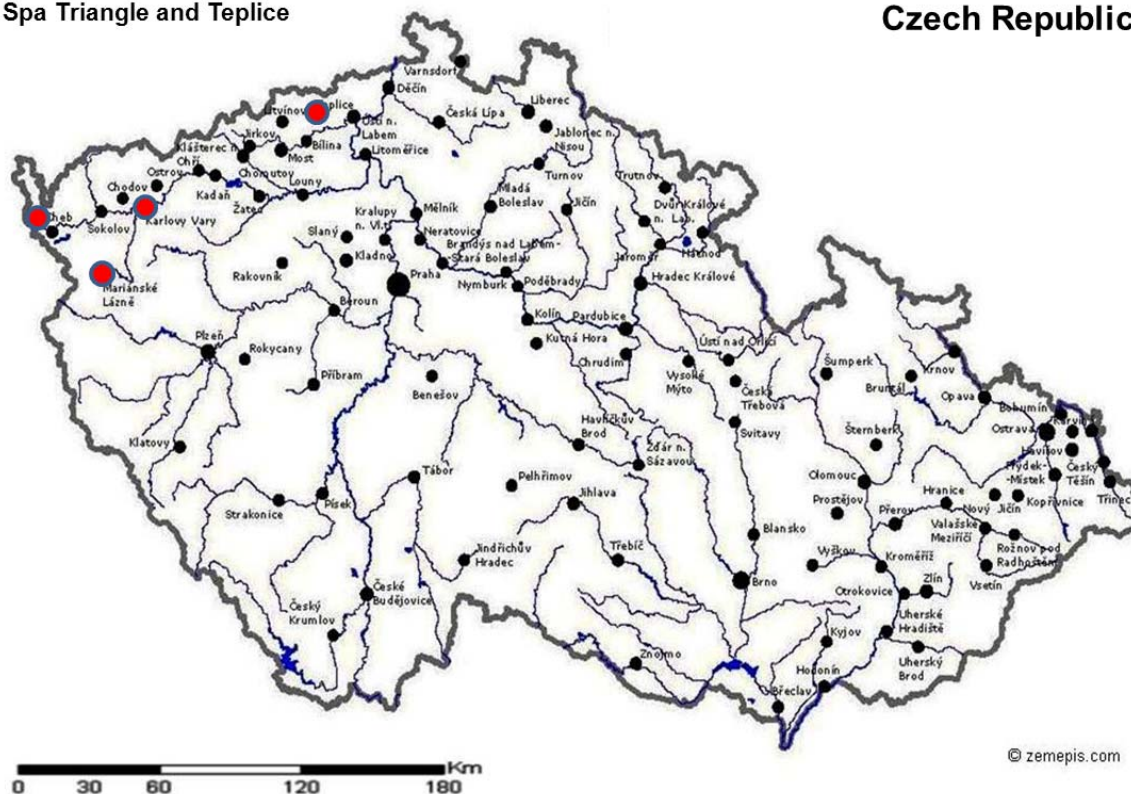 Spa Triangle and Teplice
Czech Republic
Varnsdorf
Děčín
Liberec
Česká Lípa
Jablonec n.
Nisou
Ústí n.
Labem
Litoměřice
Bílina
Most
Jirkov
Klášterec n.
Ohří
Ostrov
Chomutov
Kadaň
Louny
Žatec
Chodov
Sokolov
Karlovy Vary
Mariánské
Lázně
Turnov
Trutnov
Mladá
Boleslav
Jičín
Dvůr Králové
n. Lab.
Náchod
Jaroměř
Mělník
Kralupy
n. Vlt.
Neratovice
Slaný
Kladno
Rakovník
Praha
Brandýs nad Labem-
-Stará Boleslav
Nymburk
Poděbrady
Hradec Králové
Beroun
Kolín
Pardubice
Kutná Hora
Chrudim
Ústí nad Orlicí
Vysoké
Mýto
Česká
Třebová
Svitavy
Plzeň
Rokycany
Příbram
Benešov
Šumperk
Bruntál
Krnov
Opava
Bohumín
Ostrava
Karviná
Havířov
Frýdek-
-Místek
Český
Těšín
Třinec
Šternberk
Klatovy
Havlíčkův
Brod
Žďár n.
Sázavou
Tábor
Pelhřimov
Jihlava
Olomouc
Prostějov
Hranice
Přerov
Nový
Jičín
Kopřivnice
Valašské
Meziříčí
Rožnov pod
Radhoštěm
Vsetín
Strakonice
Písek
Blansko
Jindřichův
Hradec
Třebíč
Brno
Vyškov
Kroměříž
Otrokovice
Zlín
České
Budějovice
Český
Krumlov
Uherské
Hradiště
Kyjov
Uherský
Brod
Znojmo
Hodonín
Břeclav
© zemepis.com
Km
0 30 60 120 180